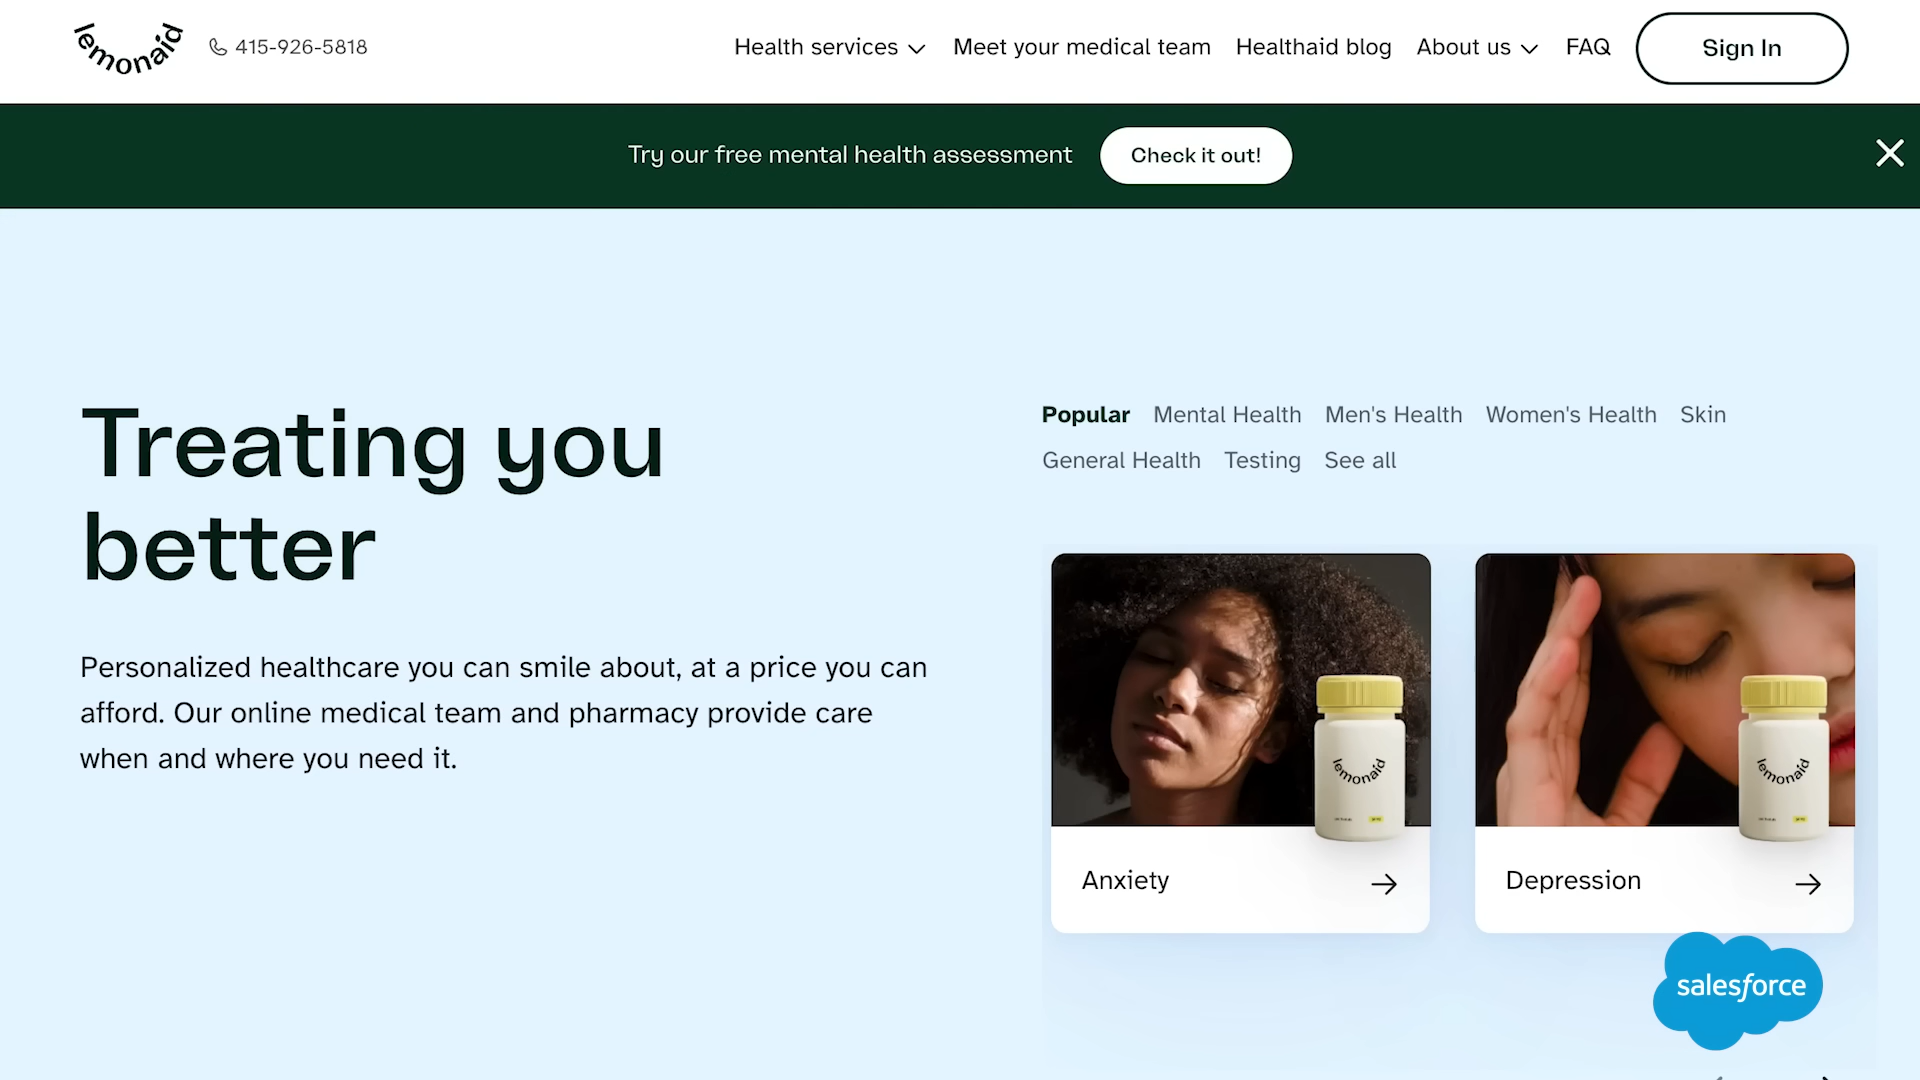 lemonaid
415-926-5818
Health services
Meet your medical team
Healthaid blog
About us
FAQ
Sign In
Try our free mental health assessment
Check it out!
Treating you
better
Personalized healthcare you can smile about, at a price you can
afford. Our online medical team and pharmacy provide care
when and where you need it.
Popular Mental Health Men's Health Women's Health Skin
General Health Testing See all
lemonaid
Anxiety
lemonaid
Depression
salesforce